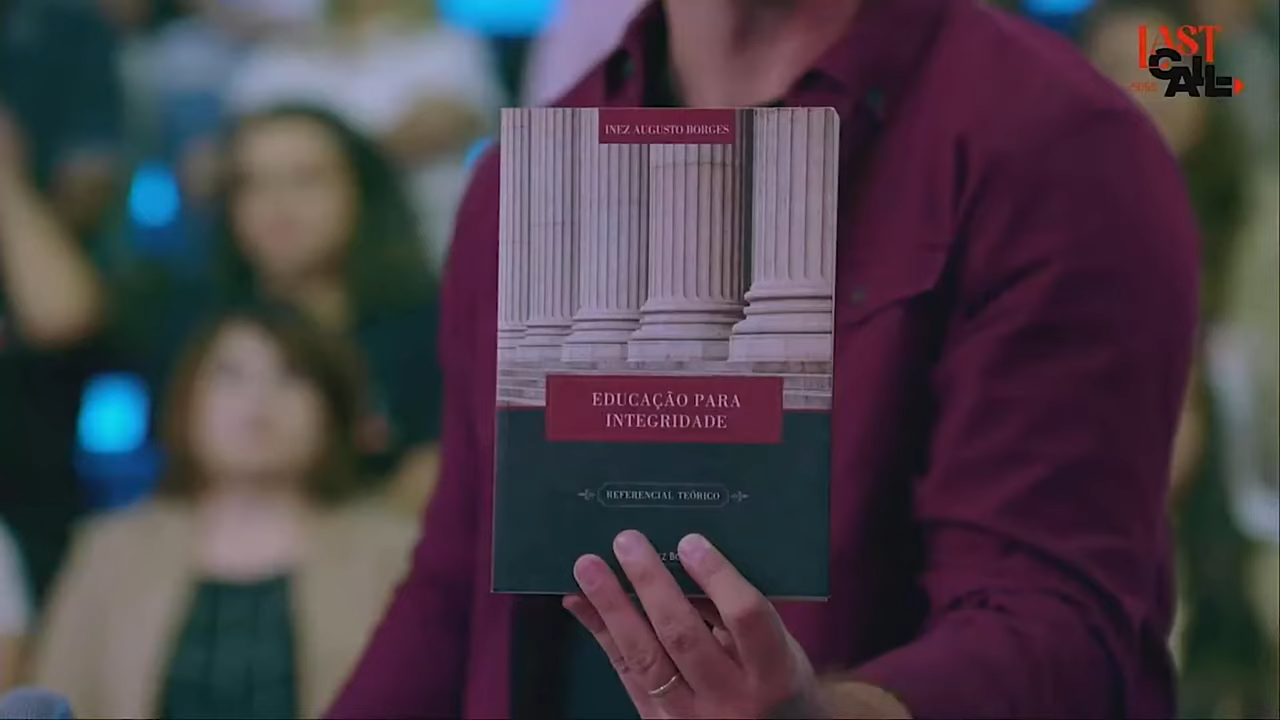 INEZ AUGUSTO BORGES
EDUCAÇÃO PARA
INTEGRIDADE
REFERENCIAL TEÓRICO
LAST
CALL